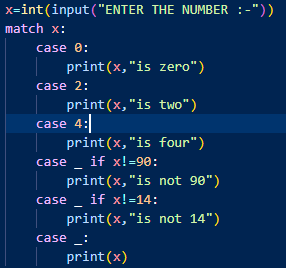 x=int(input("ENTER THE NUMBER :-"))
match x:
    case 0:
        print(x,"is zero")
    case 2:
        print(x,"is two")
    case 4:
        print(x,"is four")
    case _ if x!=90:
        print(x,"is not 90")
    case _ if x!=14:
        print(x,"is not 14")
    case _:
        print(x)